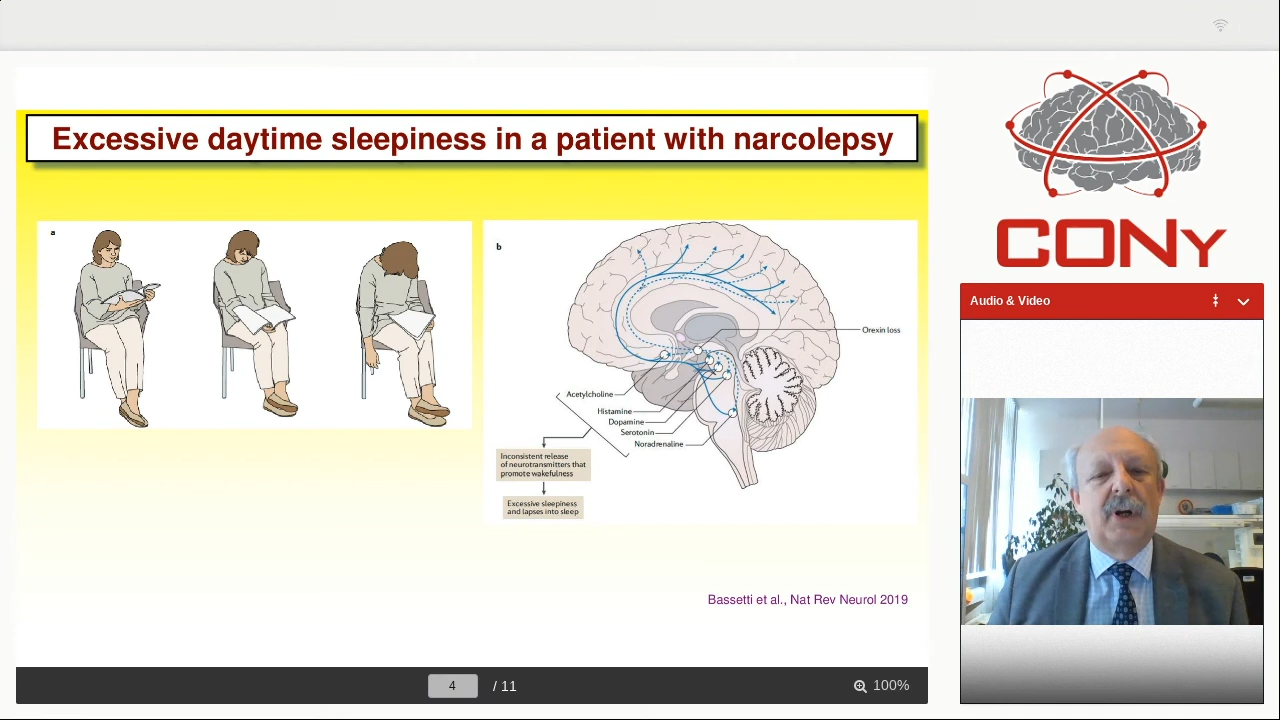 Excessive daytime sleepiness in a patient with narcolepsy
a
b
Orexin loss
Acetylcholine
Histamine
Dopamine
Serotonin
Noradrenaline
Inconsistent release
of neurotransmitters that
promote wakefulness
Excessive sleepiness
and lapses into sleep
Bassetti et al., Nat Rev Neurol 2019
4 / 11
100%
CONy
Audio & Video